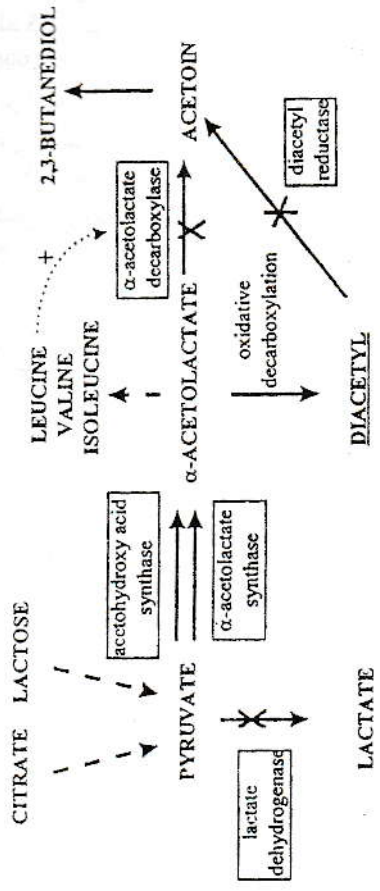 CITRATE LACTOSE
LEUCINE
VALINE
ISOLEUCINE
+
2,3-BUTANEDIOL
acetohydroxy acid
synthase
α-acetolactate
decarboxylase
PYRUVATE
α-ACETOLACTATE
ACETOIN
α-acetolactate
synthase
lactate
dehydrogenase
oxidative
decarboxylation
diacetyl
reductase
LACTATE
DIACETYL